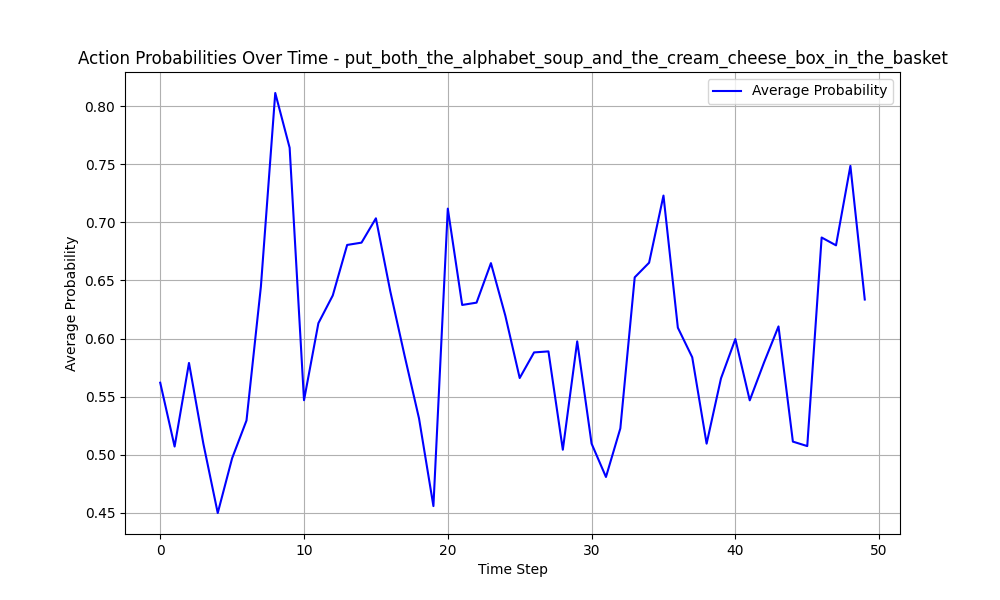 Action Probabilities Over Time - put_both_the_alphabet_soup_and_the_cream_cheese_box_in_the_basket
Average Probability
0.80
0.75
0.70
0.65
0.60
0.55
0.50
0.45
Average Probability
0 10 20 30 40 50
Time Step